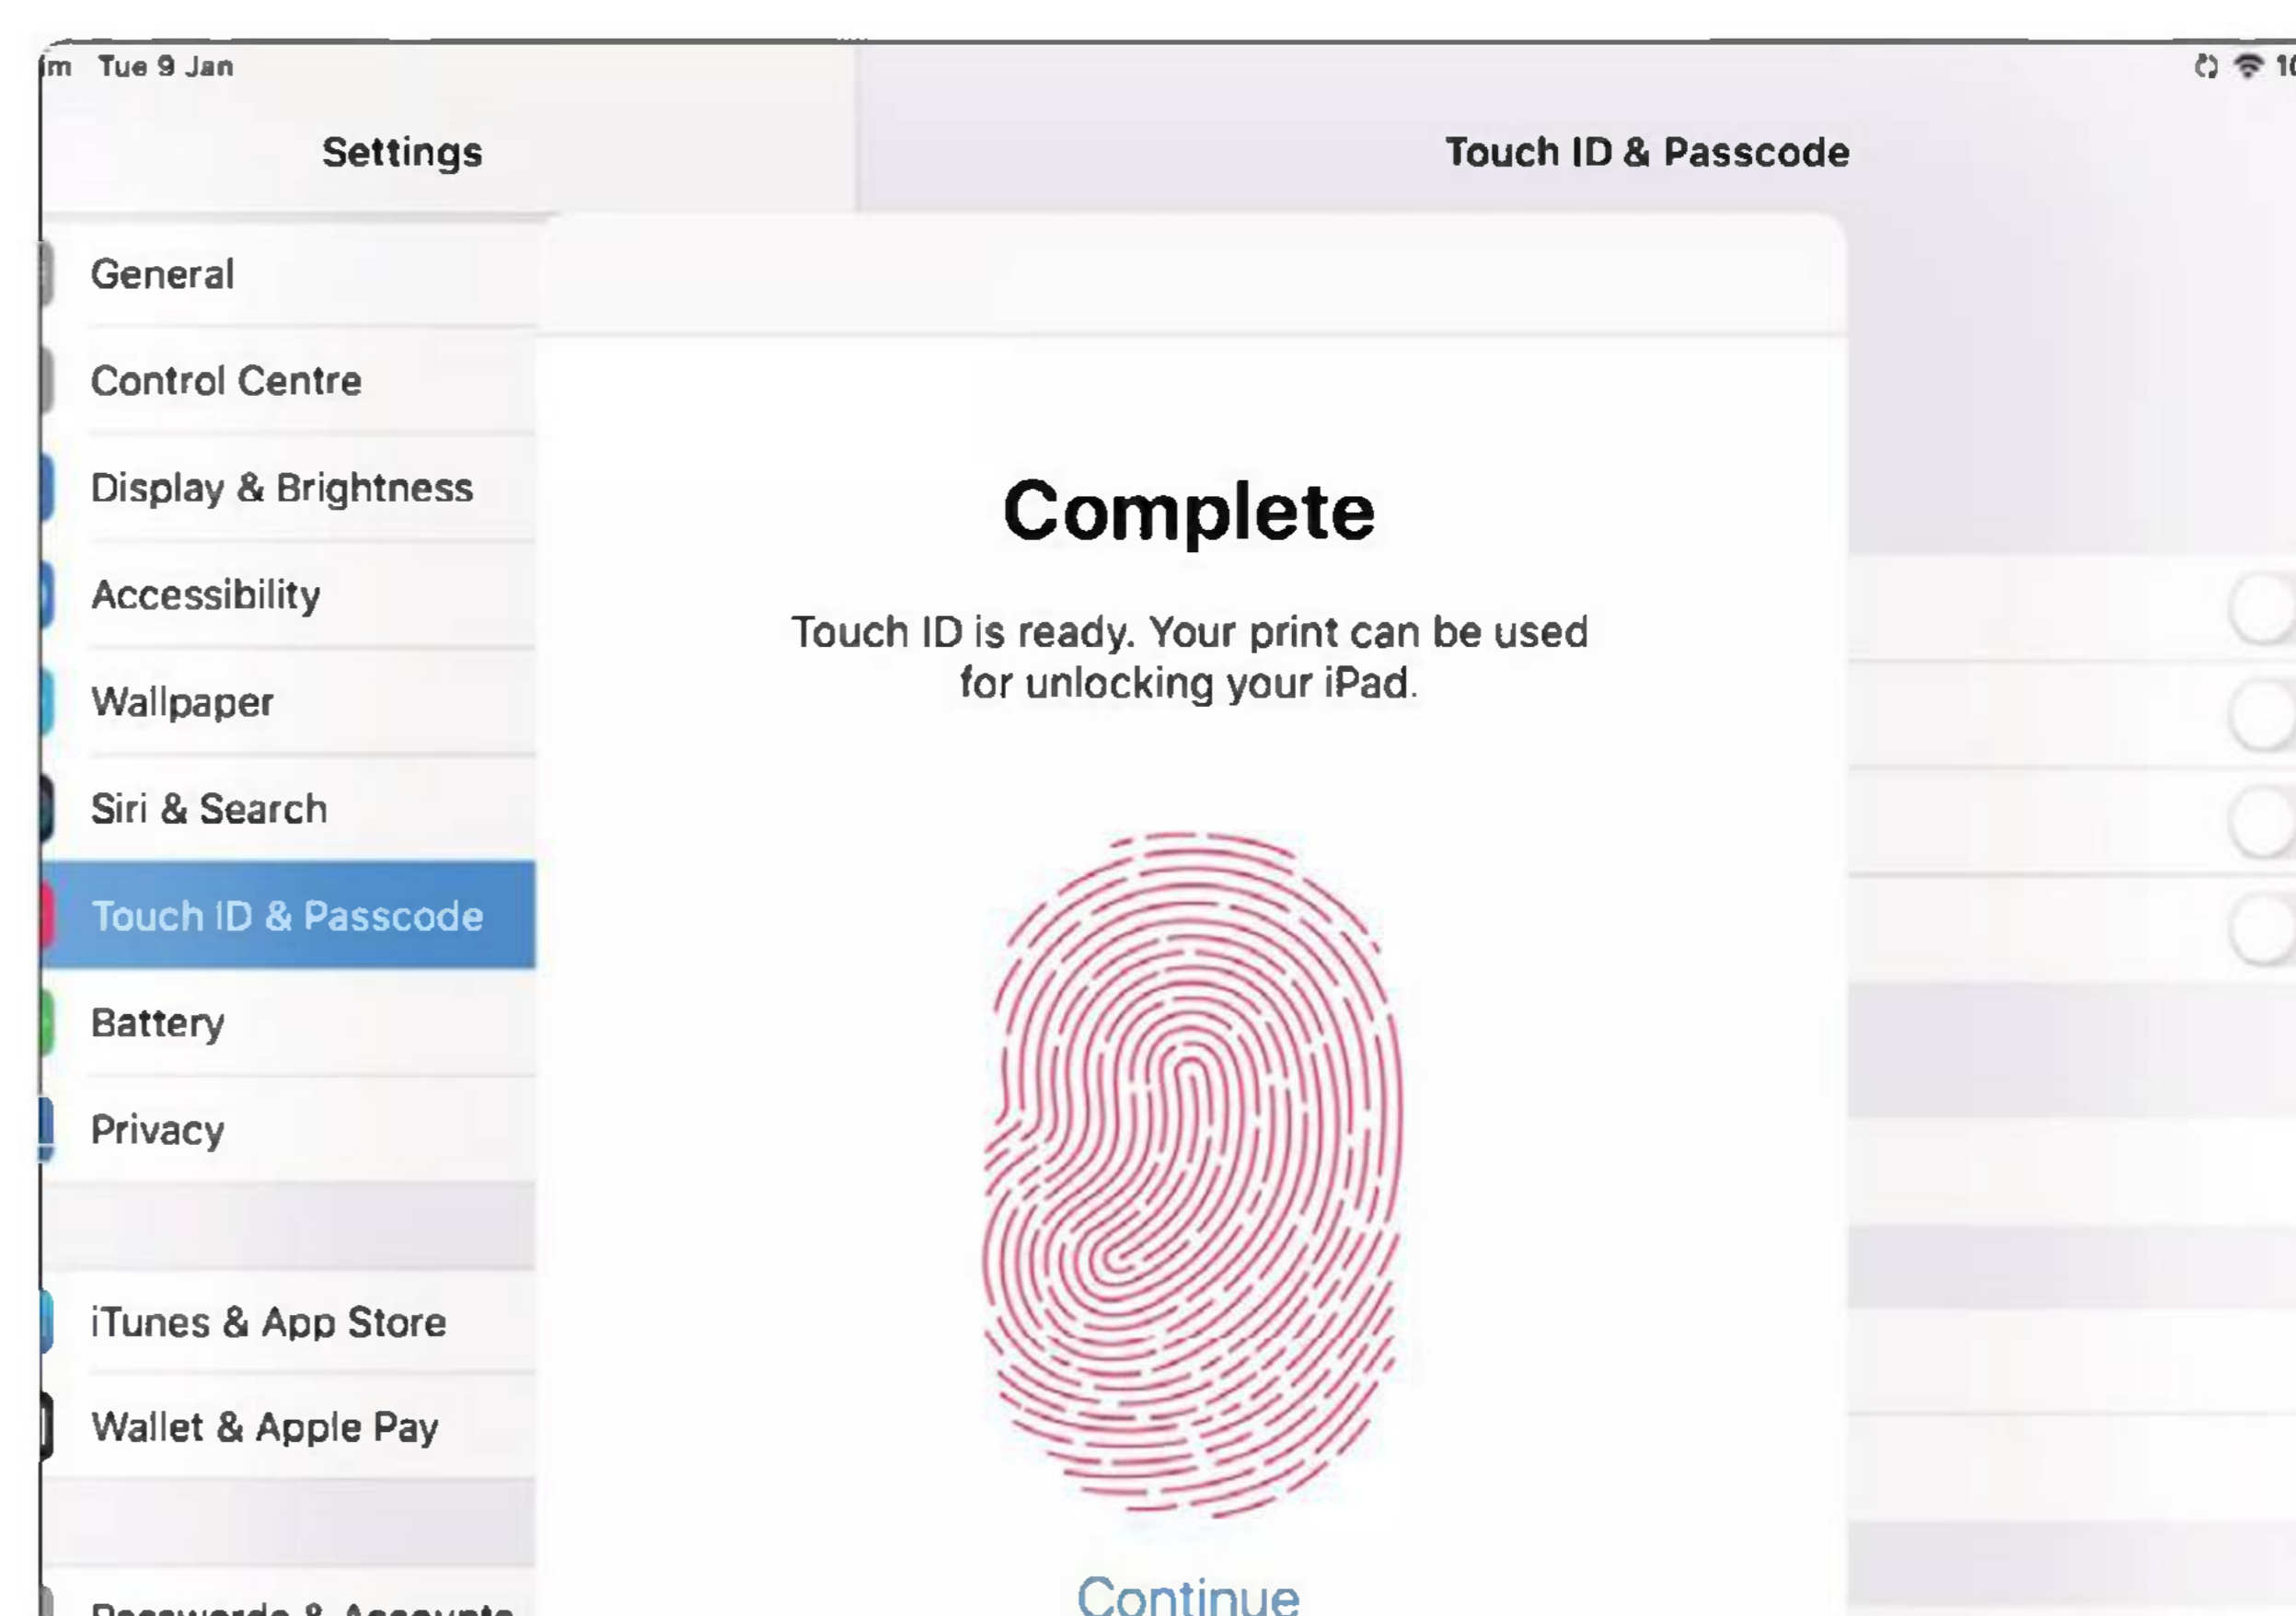 Tue 9 Jan
Settings
Touch ID & Passcode
General
Control Centre
Display & Brightness
Accessibility
Wallpaper
Siri & Search
Touch ID & Passcode
Battery
Privacy
iTunes & App Store
Wallet & Apple Pay
Passwords & Accounts
Complete
Touch ID is ready. Your print can be used
for unlocking your iPad.
Continue